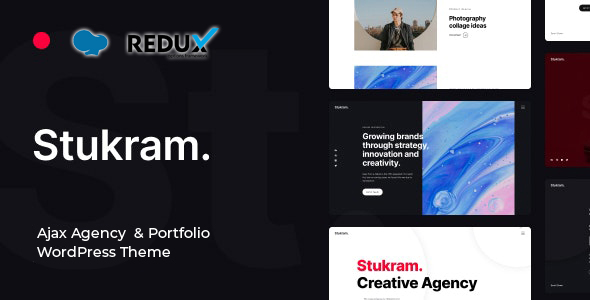 REDUX
Stukram.
Ajax Agency & Portfolio
WordPress Theme
Photography
collage ideas
Stukram.
Growing brands
through strategy,
innovation and
creativity.
Stukram.
Stukram.
Creative Agency
Stukram.
Stukram.